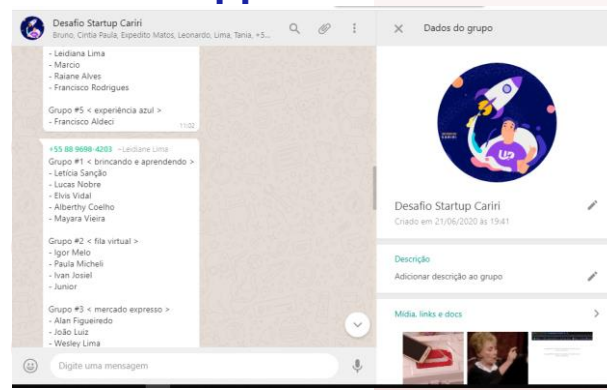 Desafio Startup Cariri
Bruno, Cintia Paula, Expedito Matos, Leonardo, Lima, Tania, +5...
- Leidiana Lima
- Marcio
- Raiane Alves
- Francisco Rodrigues
Grupo #5 < experiência azul >
- Francisco Aldeci
11:02
+55 88 9698-4203 ~Leidiane Lima
Grupo #1 < brincando e aprendendo >
- Letícia Sanção
- Lucas Nobre
- Elvis Vidal
- Alberthy Coelho
- Mayara Vieira
Grupo #2 < fila virtual >
- Igor Melo
- Paula Micheli
- Ivan Josiel
- Junior
Grupo #3 < mercado expresso >
- Alan Figueiredo
- João Luiz
- Wesley Lima
Digite uma mensagem
Dados do grupo
UP
Desafio Startup Cariri
Criado em 21/06/2020 às 19:41
Descrição
Adicionar descrição ao grupo
Mídia, links e docs